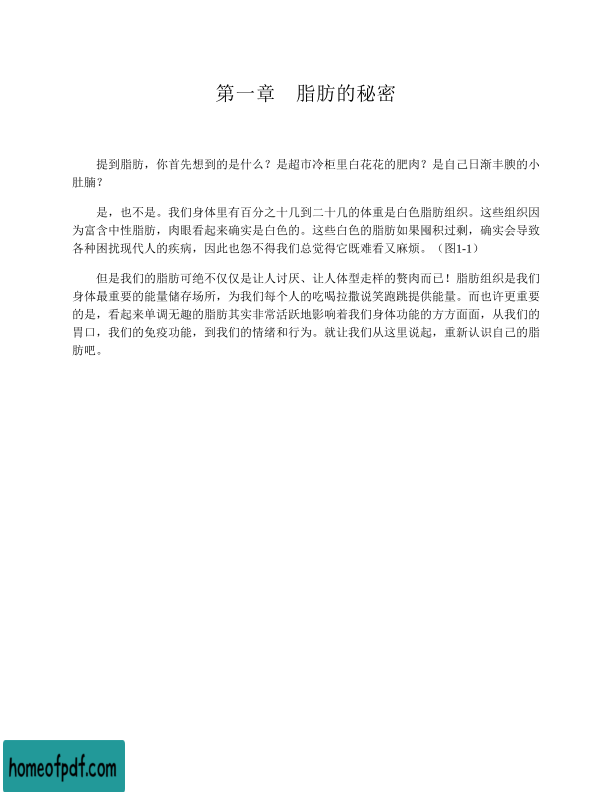 第一章　脂肪的秘密
提到脂肪，你首先想到的是什么？是超市冷柜里白花花的肥肉？是自己日渐丰腴的小
肚腩？
是，也不是。我们身体里有百分之十几到二十几的体重是白色脂肪组织。这些组织因
为富含中性脂肪，肉眼看起来确实是白色的。这些白色的脂肪如果囤积过剩，确实会导致
各种困扰现代人的疾病，因此也怨不得我们总觉得它既难看又麻烦。（图1-1）
但是我们的脂肪可绝不仅仅是让人讨厌、让人体型走样的赘肉而已！脂肪组织是我们
身体最重要的能量储存场所，为我们每个人的吃喝拉撒说笑跑跳提供能量。而也许更重要
的是，看起来单调无趣的脂肪其实非常活跃地影响着我们身体功能的方方面面，从我们的
胃口，我们的免疫功能，到我们的情绪和行为。就让我们从这里说起，重新认识自己的脂
肪吧。
homeofpdf.com